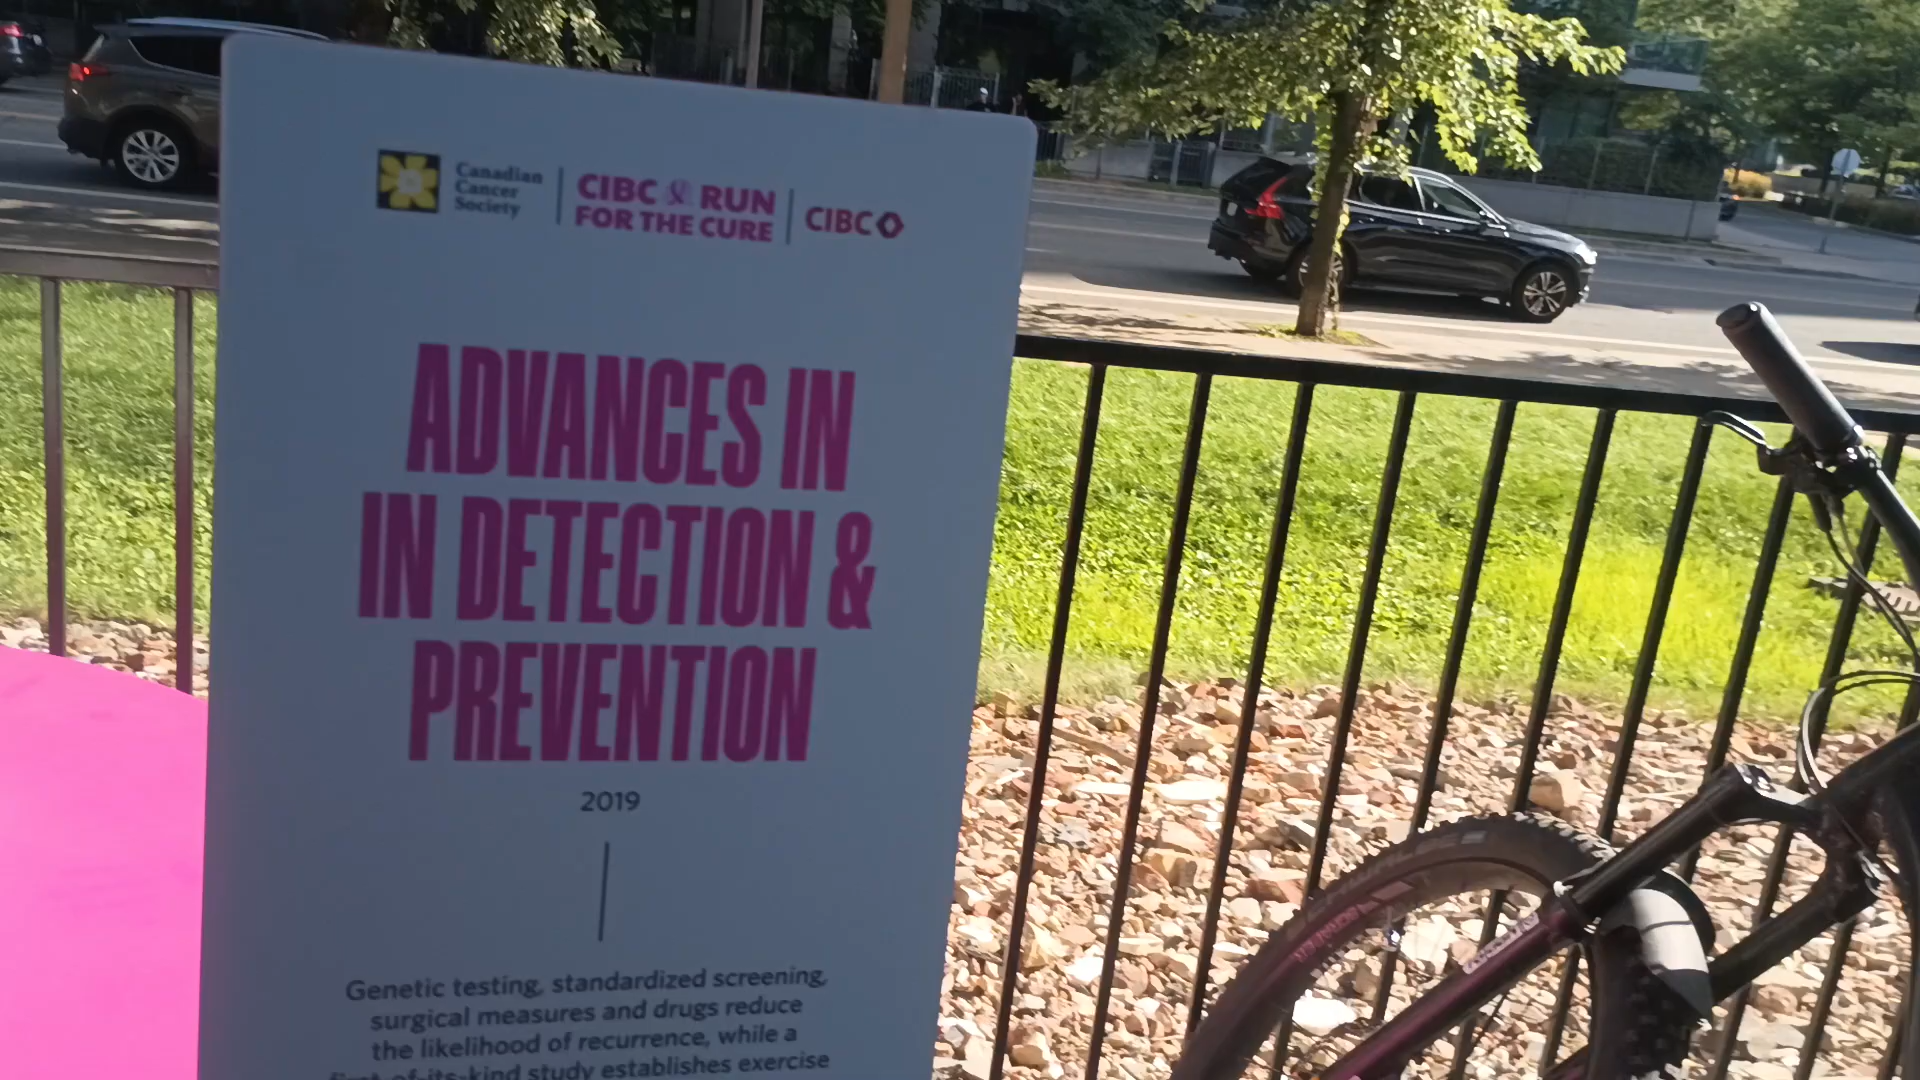 Canadian
Cancer
Society
CIBC RUN
FOR THE CURE
CIBC
ADVANCES IN
IN DETECTION &
PREVENTION
2019
Genetic testing, standardized screening,
surgical measures and drugs reduce
the likelihood of recurrence, while a
first-of-its-kind study establishes exercise